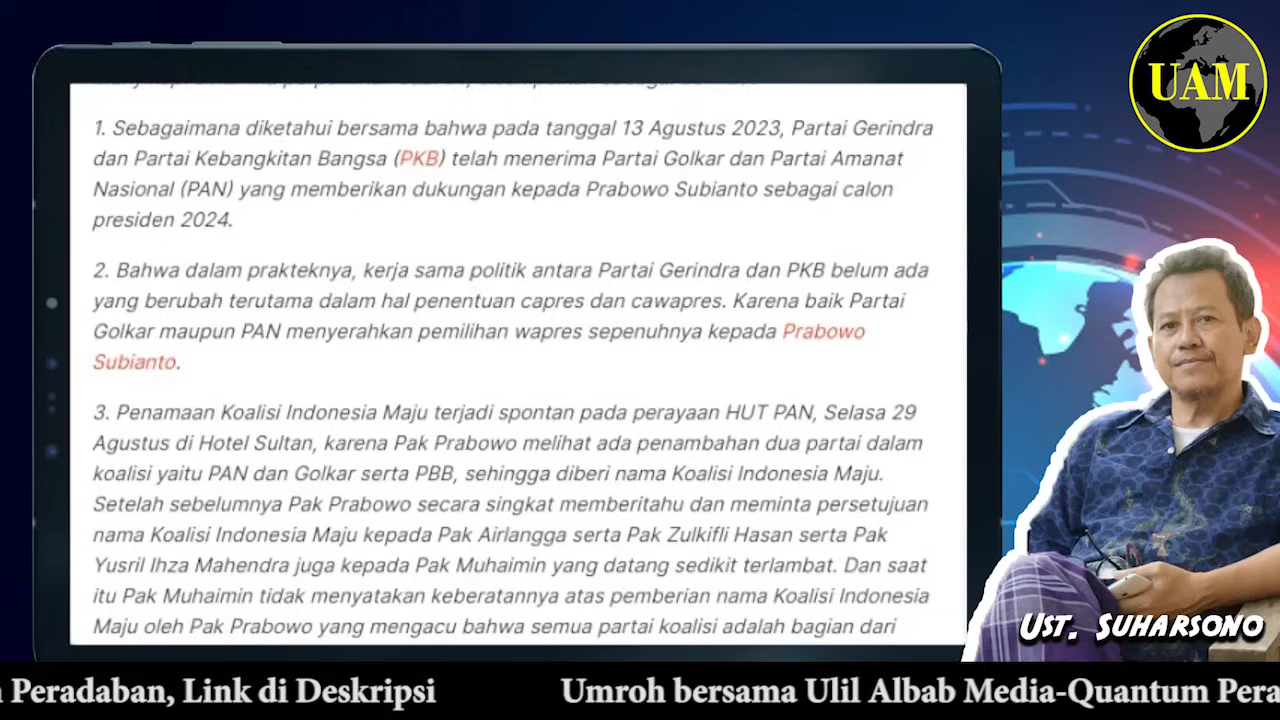 UAM
1. Sebagaimana diketahui bersama bahwa pada tanggal 13 Agustus 2023, Partai Gerindra
dan Partai Kebangkitan Bangsa (PKB) telah menerima Partai Golkar dan Partai Amanat
Nasional (PAN) yang memberikan dukungan kepada Prabowo Subianto sebagai calon
presiden 2024.
2. Bahwa dalam prakteknya, kerja sama politik antara Partai Gerindra dan PKB belum ada
yang berubah terutama dalam hal penentuan capres dan cawapres. Karena baik Partai
Golkar maupun PAN menyerahkan pemilihan wapres sepenuhnya kepada Prabowo
Subianto.
3. Penamaan Koalisi Indonesia Maju terjadi spontan pada perayaan HUT PAN, Selasa 29
Agustus di Hotel Sultan, karena Pak Prabowo melihat ada penambahan dua partai dalam
koalisi yaitu PAN dan Golkar serta PBB, sehingga diberi nama Koalisi Indonesia Maju.
Setelah sebelumnya Pak Prabowo secara singkat memberitahu dan meminta persetujuan
nama Koalisi Indonesia Maju kepada Pak Airlangga serta Pak Zulkifli Hasan serta Pak
Yusril Ihza Mahendra juga kepada Pak Muhaimin yang datang sedikit terlambat. Dan saat
itu Pak Muhaimin tidak menyatakan keberatannya atas pemberian nama Koalisi Indonesia
Maju oleh Pak Prabowo yang mengacu bahwa semua partai koalisi adalah bagian dari
Ust. Suharsono
Peradaban, Link di Deskripsi Umroh bersama Ulil Albab Media-Quantum Pera